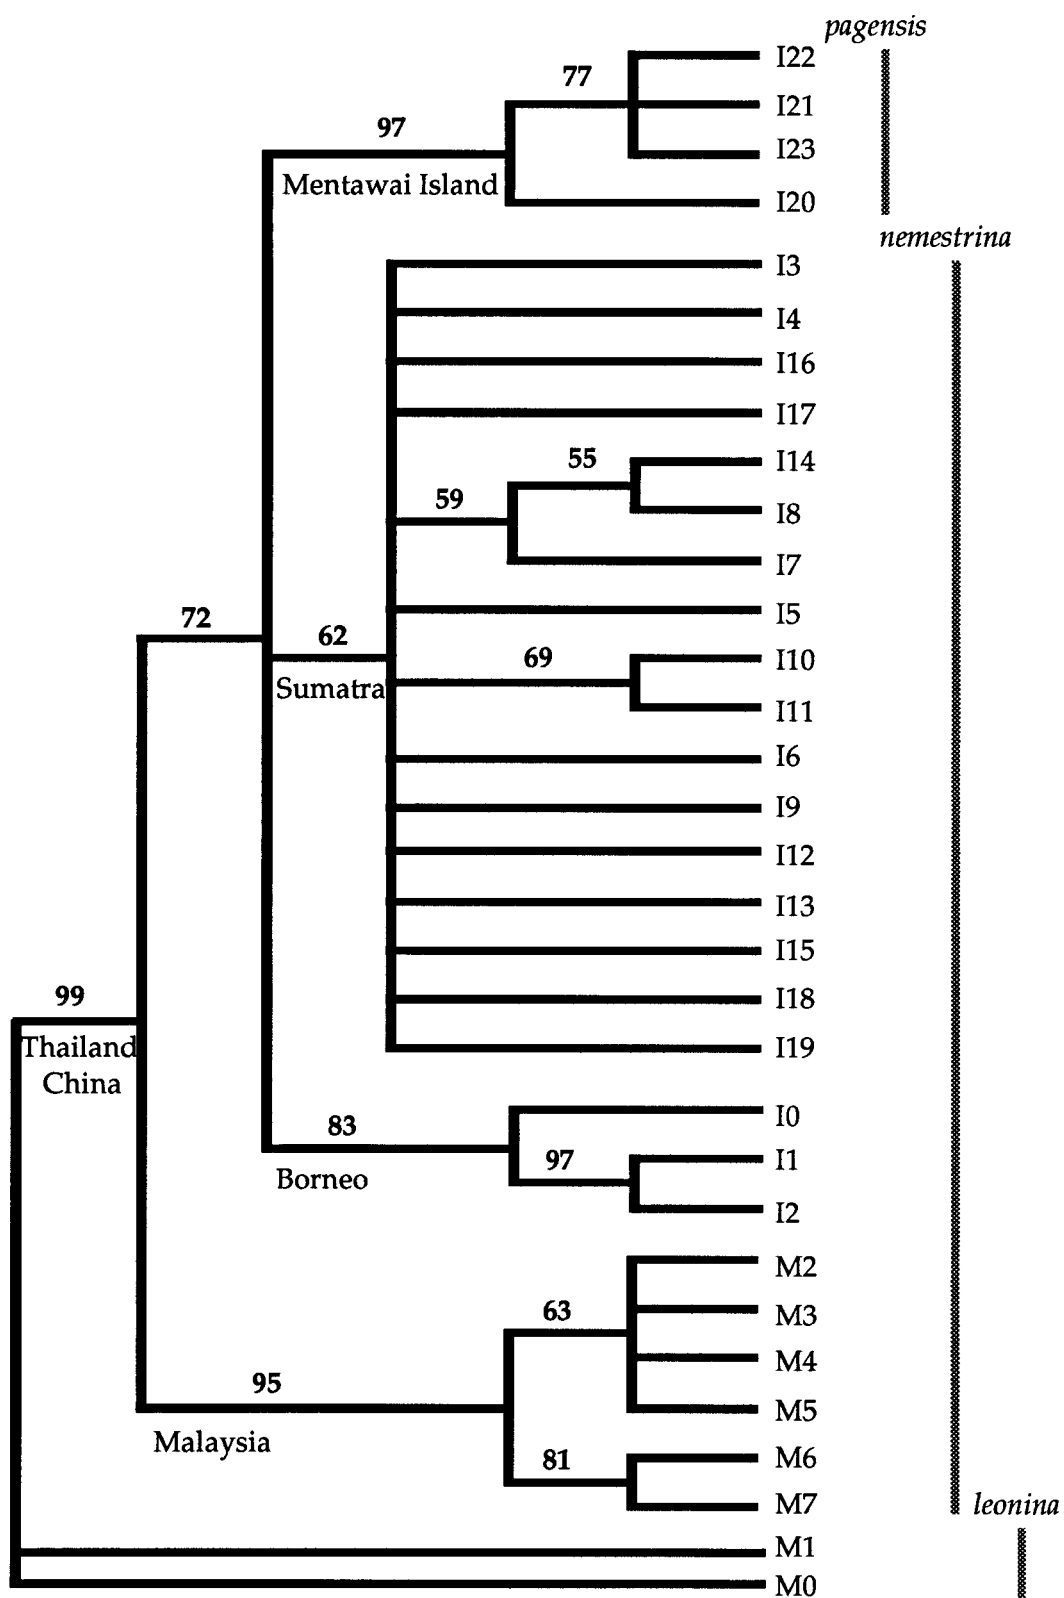 pagensis
I22
77
I21
97
I23
Mentawai Island
I20
nemestrina
I3
I4
I16
I17
55
I14
59
I8
I7
72
I5
62
69
I10
Sumatra
I11
I6
I9
I12
I13
I15
99
I18
Thailand
China
I19
83
I0
97
I1
Borneo
I2
M2
63
M3
M4
95
M5
Malaysia
81
M6
M7
leonina
M1
M0